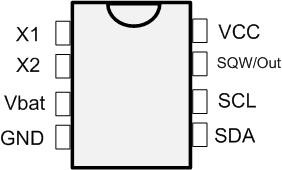 X1
VCC
X2
SQW/Out
Vbat
SCL
GND
SDA